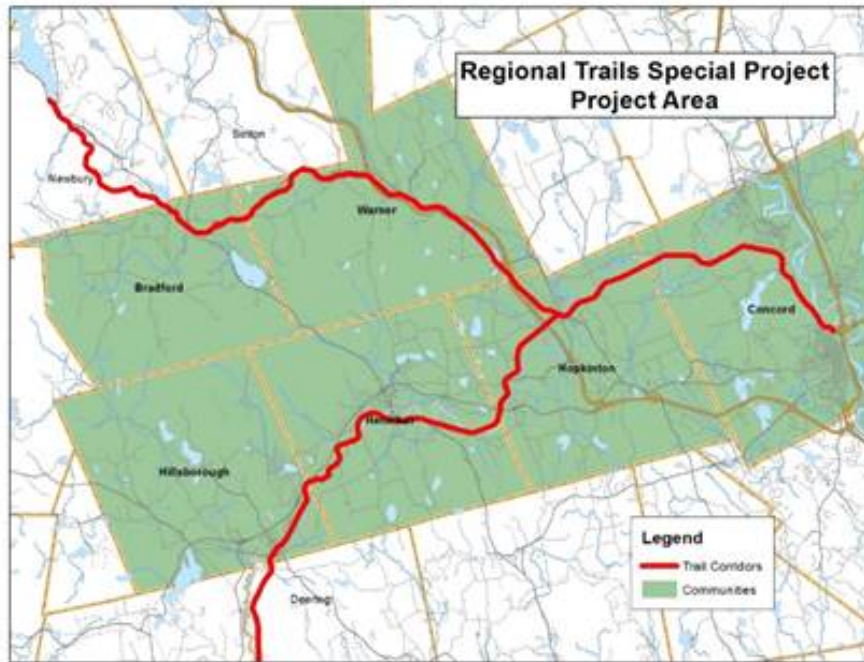 Regional Trails Special Project
Project Area
Sutton
Newbury
Warner
Bradford
Concord
Hopkinton
Henniker
Hillsborough
Legend
Trail Corridors
Communities
Deering